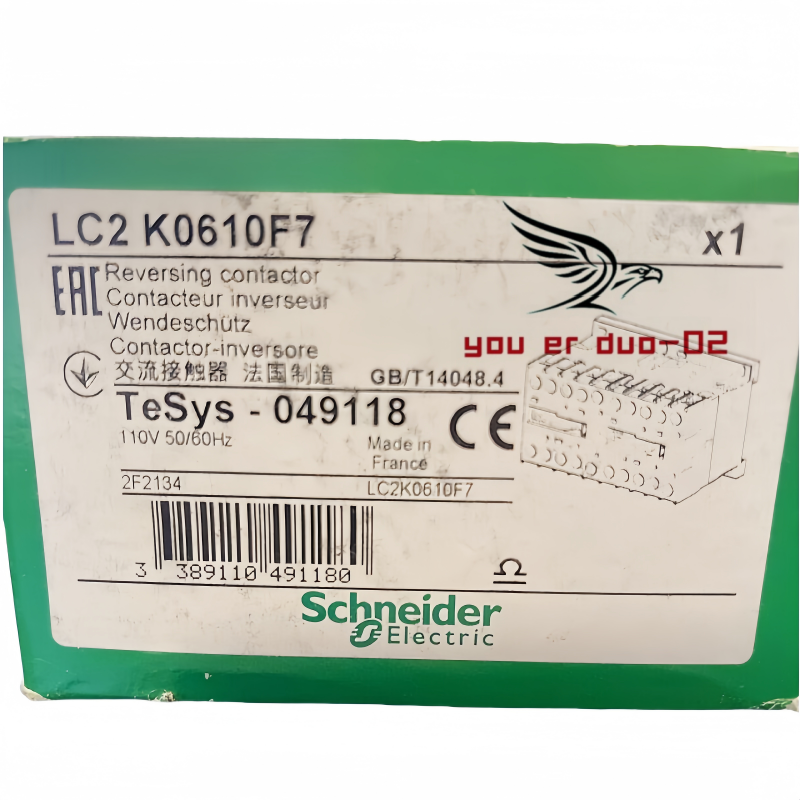 LC2 K0610F7
x1
EAC
Reversing contactor
Contacteur inverseur
Wendeschütz
Contactor-inversore
you er duo-02
交流接触器 法国制造 GB/T14048.4
TeSys - 049118
CE
110V 50/60Hz
Made in
France
2F2134
LC2K0610F7
3 389110 491180
Schneider
Electric